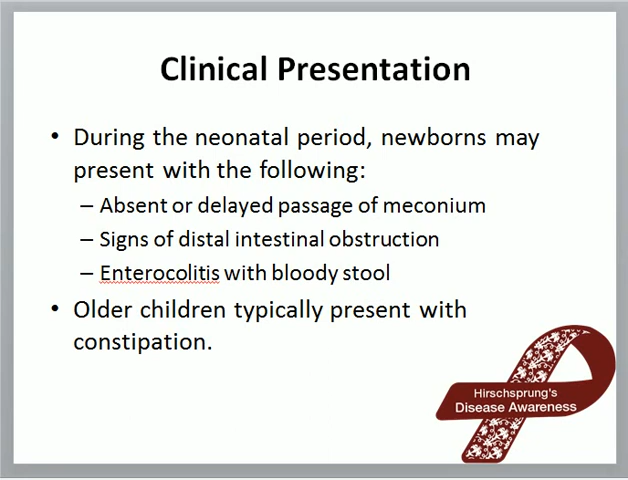 Clinical Presentation
• During the neonatal period, newborns may
present with the following:
– Absent or delayed passage of meconium
– Signs of distal intestinal obstruction
– Enterocolitis with bloody stool
• Older children typically present with
constipation.
Hirschsprung's
Disease Awareness